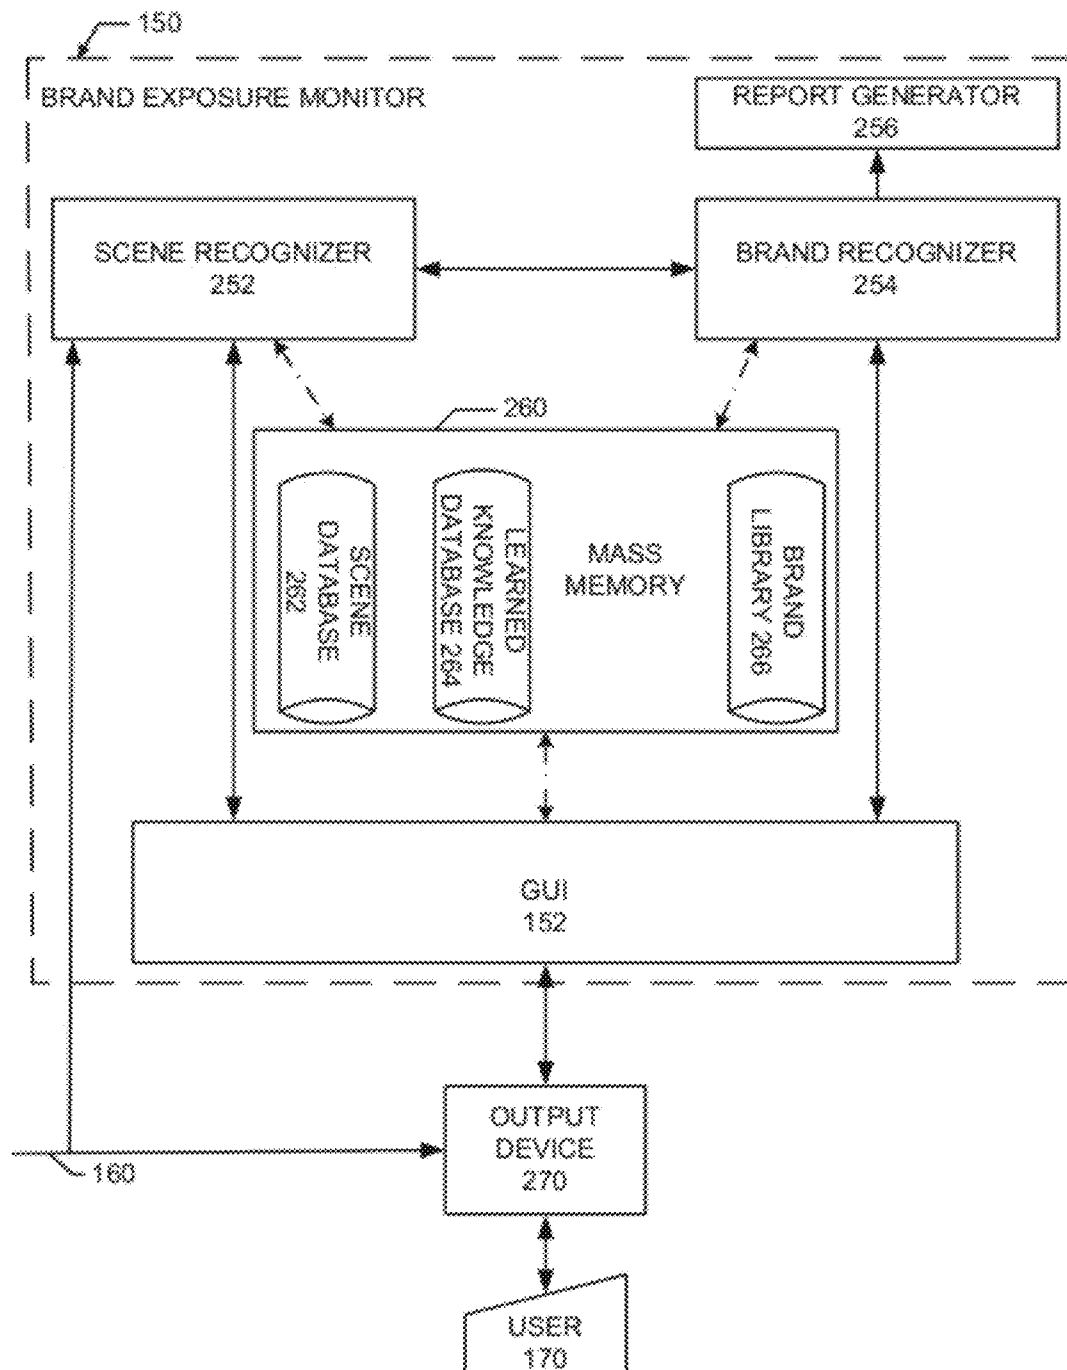 150
BRAND EXPOSURE MONITOR
REPORT GENERATOR
256
SCENE RECOGNIZER
252
BRAND RECOGNIZER
254
260
SCENE
DATABASE
262
LEARNED
KNOWLEDGE
DATABASE 264
MASS
MEMORY
BRAND
LIBRARY 266
GUI
152
OUTPUT
DEVICE
270
160
USER
170